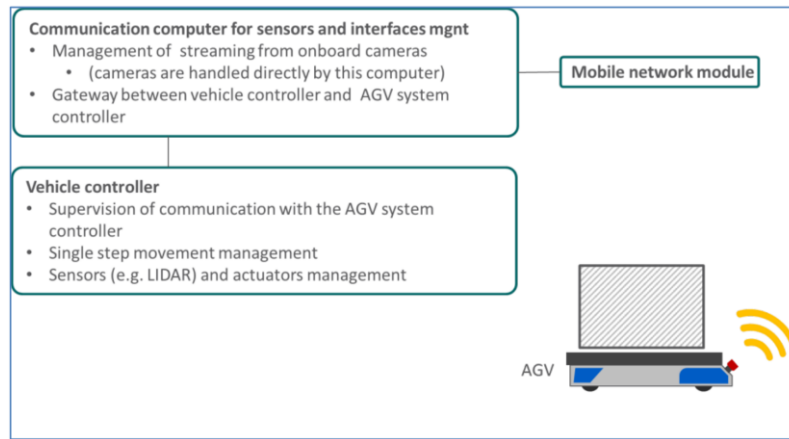 Communication computer for sensors and interfaces mgnt
• Management of streaming from onboard cameras
• (cameras are handled directly by this computer)
• Gateway between vehicle controller and AGV system
controller
Mobile network module
Vehicle controller
• Supervision of communication with the AGV system
controller
• Single step movement management
• Sensors (e.g. LIDAR) and actuators management
AGV